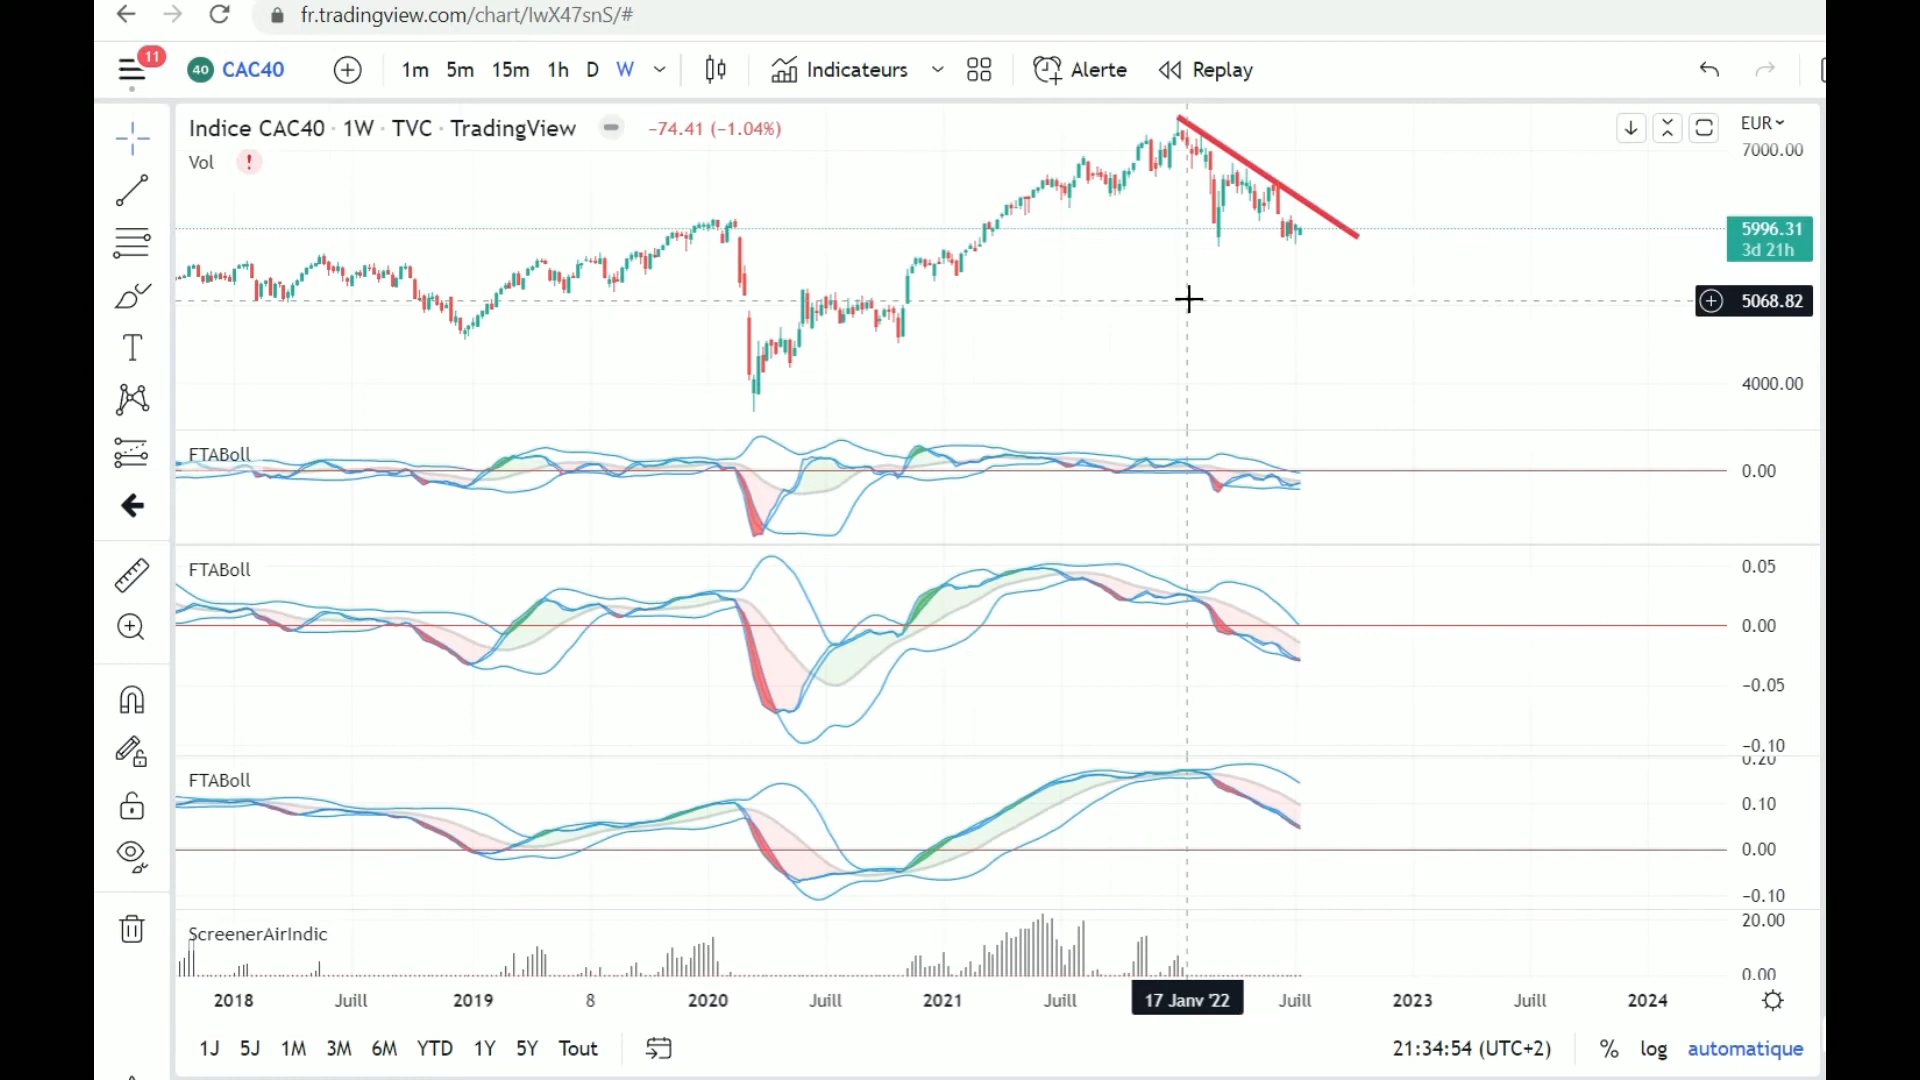 fr.tradingview.com/chart/IwX47snS/#
11
40 CAC40 1m 5m 15m 1h D W Indicateurs Alerte Replay
Indice CAC40 · 1W · TVC · TradingView −74.41 (−1.04%)
EUR
Vol !
7000.00
5996.31
3d 21h
5068.82
4000.00
FTABoll
0.00
FTABoll
0.05
0.00
−0.05
−0.10
FTABoll
0.20
0.10
0.00
−0.10
ScreenerAirIndic
20.00
0.00
2018 Juill 2019 8 2020 Juill 2021 Juill 17 Janv '22 Juill 2023 Juill 2024
1J 5J 1M 3M 6M YTD 1Y 5Y Tout 21:34:54 (UTC+2) % log automatique